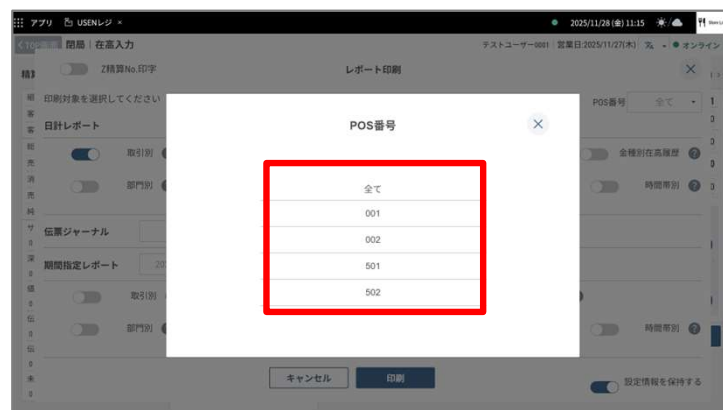 アプリ USENレジ ×
2025/11/28(金) 11:15
閉局｜在高入力
テストユーザー0001 営業日:2025/11/27(木) オンライン
Z精算No.印字
レポート印刷
印刷対象を選択してください
POS番号 全て
日計レポート
POS番号
取引別
金種別在高履歴
部門別
時間帯別
全て
001
002
501
502
伝票ジャーナル
期間指定レポート
取引別
部門別
時間帯別
キャンセル 印刷
設定情報を保持する